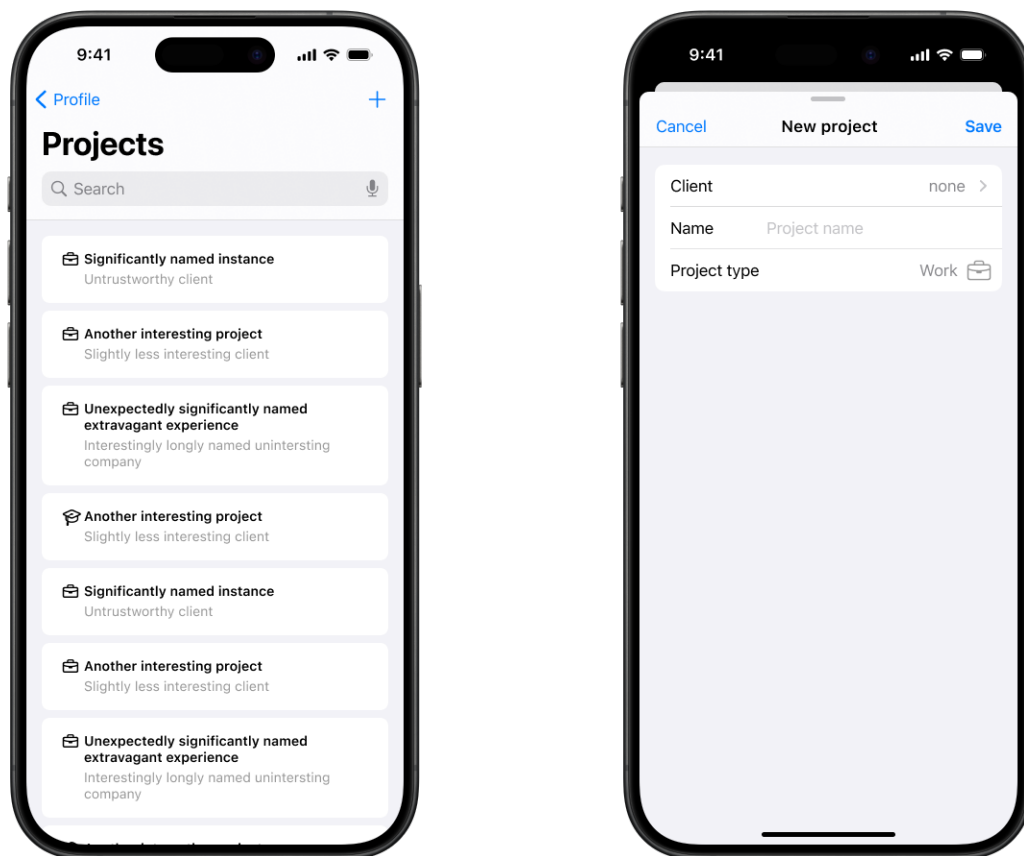 9:41
Profile
Projects
Search
Significantly named instance
Untrustworthy client
Another interesting project
Slightly less interesting client
Unexpectedly significantly named
extravagant experience
Interestingly longly named unintersting
company
Another interesting project
Slightly less interesting client
Significantly named instance
Untrustworthy client
Another interesting project
Slightly less interesting client
Unexpectedly significantly named
extravagant experience
Interestingly longly named unintersting
company
9:41
Cancel New project Save
Client none
Name Project name
Project type Work